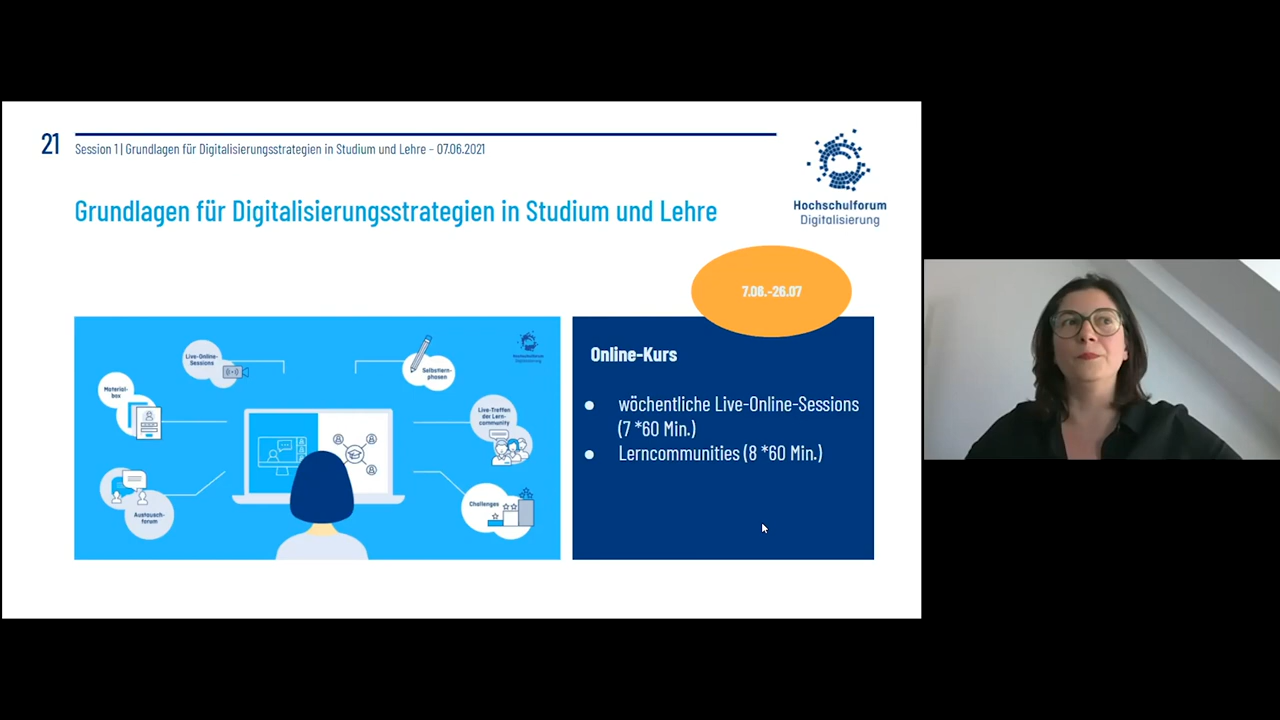 21
Session 1 | Grundlagen für Digitalisierungsstrategien in Studium und Lehre – 07.06.2021
Hochschulforum
Digitalisierung
Grundlagen für Digitalisierungsstrategien in Studium und Lehre
7.06.-26.07
Live-Online-
Sessions
Material-
box
Austausch-
forum
Hochschulforum
Digitalisierung
Selbstlern-
phasen
Live-Treffen
der Lern-
community
Challenges
Online-Kurs
● wöchentliche Live-Online-Sessions
(7 *60 Min.)
● Lerncommunities (8 *60 Min.)